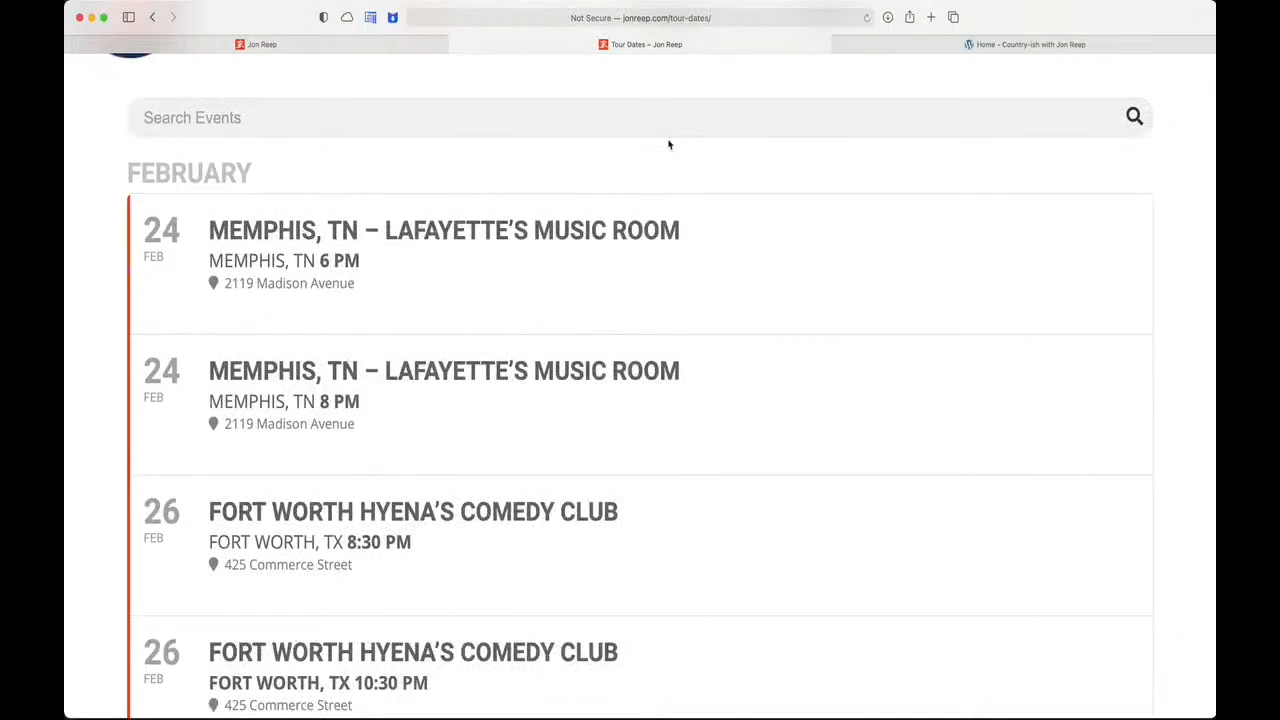 Not Secure — jonreep.com/tour-dates/
Jon Reep
Tour Dates – Jon Reep
Home - Country-ish with Jon Reep
Search Events
FEBRUARY
24
FEB
MEMPHIS, TN – LAFAYETTE’S MUSIC ROOM
MEMPHIS, TN 6 PM
2119 Madison Avenue
24
FEB
MEMPHIS, TN – LAFAYETTE’S MUSIC ROOM
MEMPHIS, TN 8 PM
2119 Madison Avenue
26
FEB
FORT WORTH HYENA’S COMEDY CLUB
FORT WORTH, TX 8:30 PM
425 Commerce Street
26
FEB
FORT WORTH HYENA’S COMEDY CLUB
FORT WORTH, TX 10:30 PM
425 Commerce Street